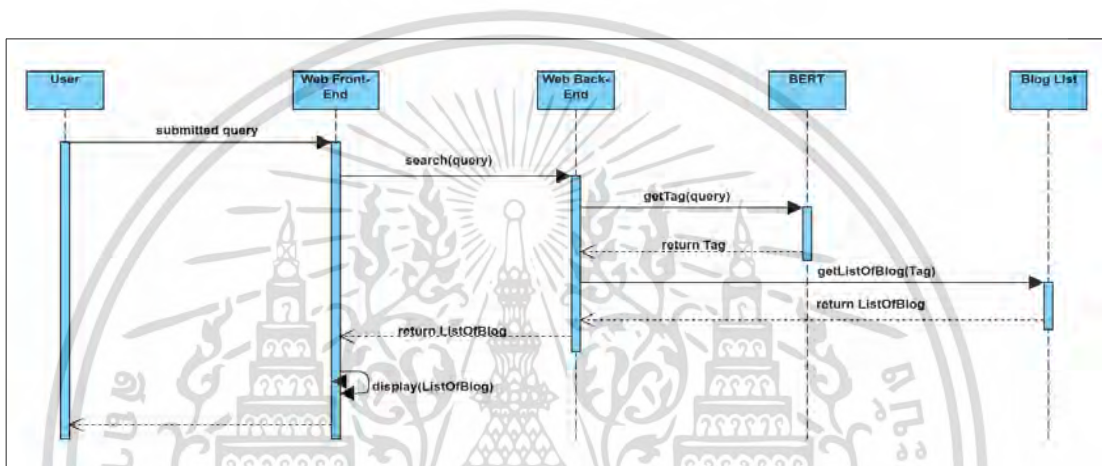 User
Web Front-
End
Web Back-
End
BERT
Blog List
submitted query
search(query)
getTag(query)
return Tag
getListOfBlog(Tag)
return ListOfBlog
return ListOfBlog
display(ListOfBlog)